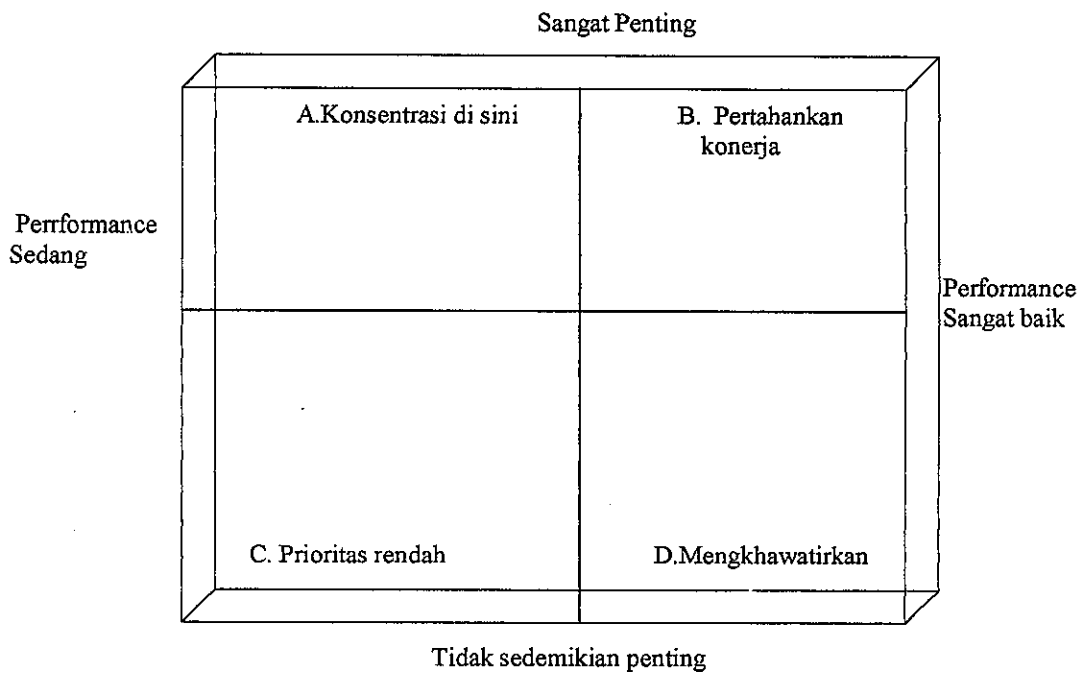 Sangat Penting
A.Konsentrasi di sini
B. Pertahankan
konerja
Perrformance
Sedang
Performance
Sangat baik
C. Prioritas rendah
D.Mengkhawatirkan
Tidak sedemikian penting